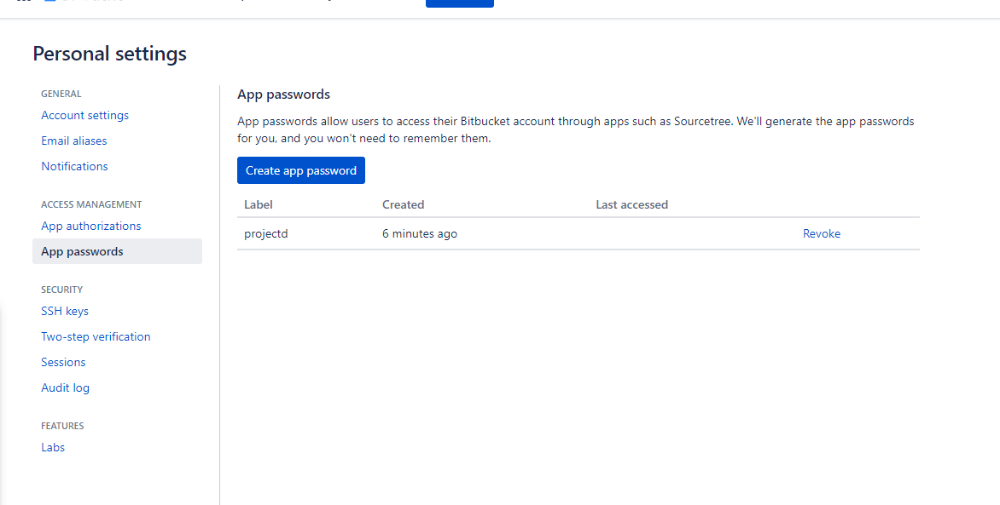 Personal settings
GENERAL
Account settings
Email aliases
Notifications
ACCESS MANAGEMENT
App authorizations
App passwords
SECURITY
SSH keys
Two-step verification
Sessions
Audit log
FEATURES
Labs
App passwords
App passwords allow users to access their Bitbucket account through apps such as Sourcetree. We'll generate the app passwords
for you, and you won't need to remember them.
Create app password
Label Created Last accessed
projectd 6 minutes ago Revoke